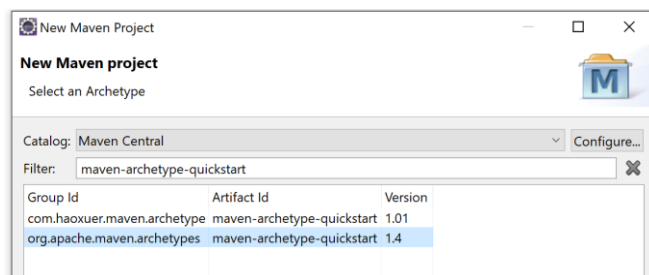 New Maven Project
New Maven project
Select an Archetype
M
Catalog: Maven Central Configure...
Filter: maven-archetype-quickstart
Group Id Artifact Id Version
com.haoxuer.maven.archetype maven-archetype-quickstart 1.01
org.apache.maven.archetypes maven-archetype-quickstart 1.4